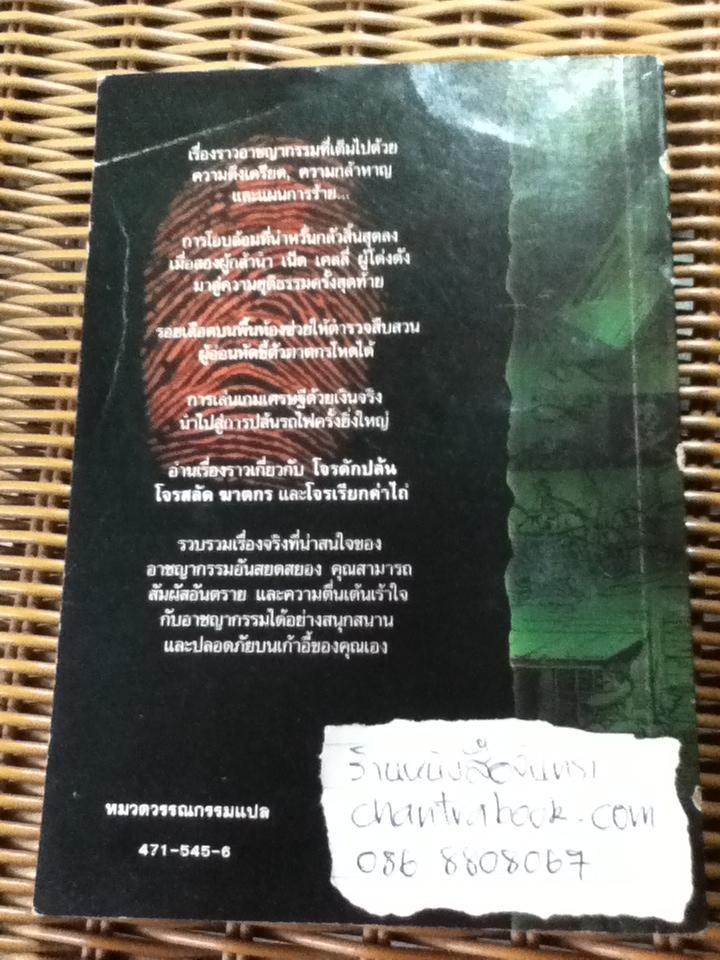 เรื่องราวอาชญากรรมที่เต็มไปด้วย
ความตึงเครียด, ความกล้าหาญ
และแผนการร้าย...
การโอบล้อมที่น่าหวั่นกลัวสิ้นสุดลง
เมื่อสองผู้กล้านำ เน็ด เคลลี่ ผู้โด่งดัง
มาสู่ความยุติธรรมครั้งสุดท้าย
รอยเลือดบนพื้นห้องช่วยให้ตำรวจสืบสวน
ผู้อ่อนหัดชี้ตัวฆาตกรโหดได้
การเล่นเกมเศรษฐีด้วยเงินจริง
นำไปสู่การปล้นรถไฟครั้งยิ่งใหญ่
อ่านเรื่องราวเกี่ยวกับ โจรดักปล้น
โจรสลัด ฆาตกร และโจรเรียกค่าไถ่
รวบรวมเรื่องจริงที่น่าสนใจของ
อาชญากรรมอันสยดสยอง คุณสามารถ
สัมผัสอันตราย และความตื่นเต้นเร้าใจ
กับอาชญากรรมได้อย่างสนุกสนาน
และปลอดภัยบนเก้าอี้ของคุณเอง
หมวดวรรณกรรมแปล
471-545-6
ร้านหนังสือจันทรา
chantrabook.com
086 8808067